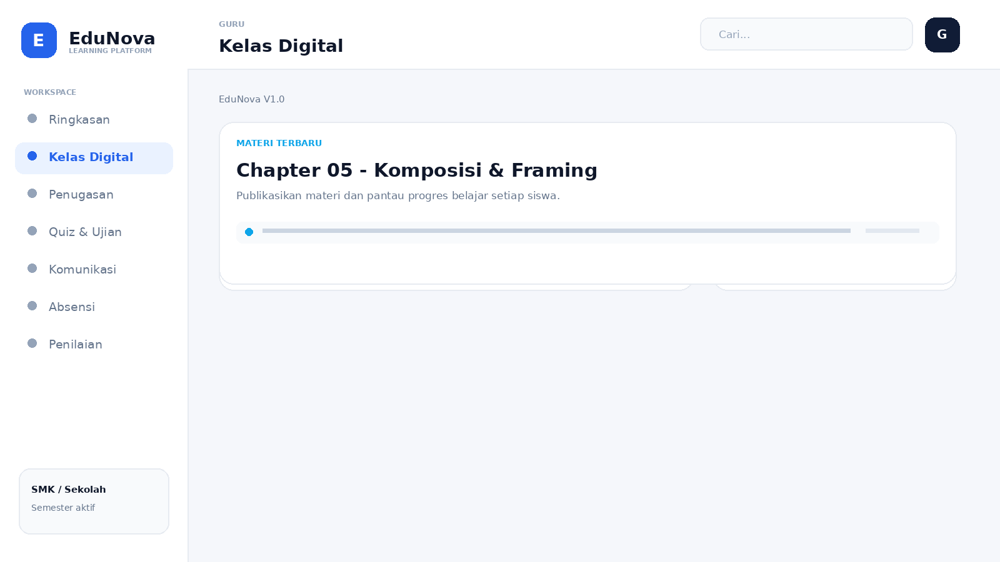 E
EduNova
LEARNING PLATFORM
WORKSPACE
Ringkasan
Kelas Digital
Penugasan
Quiz & Ujian
Komunikasi
Absensi
Penilaian
SMK / Sekolah
Semester aktif
GURU
Kelas Digital
Cari...
G
EduNova V1.0
MATERI TERBARU
Chapter 05 - Komposisi & Framing
Publikasikan materi dan pantau progres belajar setiap siswa.